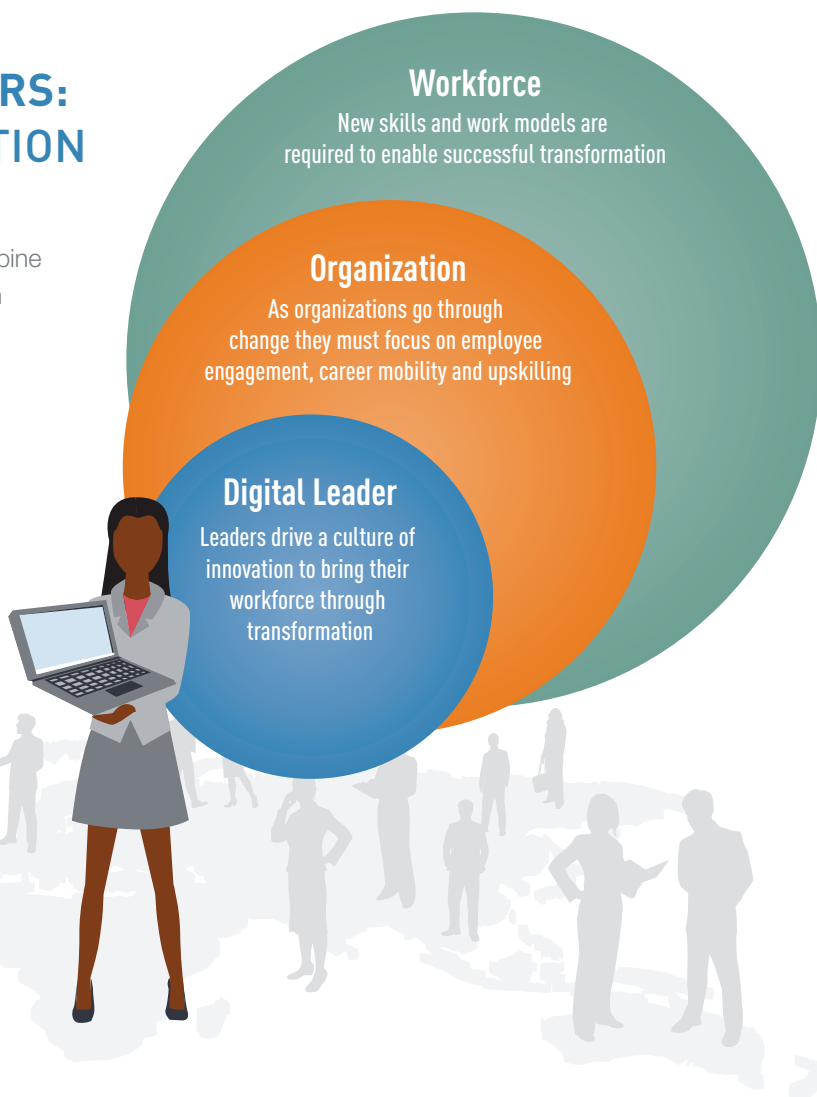 RS:
TION
bine
Workforce
New skills and work models are
required to enable successful transformation
Organization
As organizations go through
change they must focus on employee
engagement, career mobility and upskilling
Digital Leader
Leaders drive a culture of
innovation to bring their
workforce through
transformation